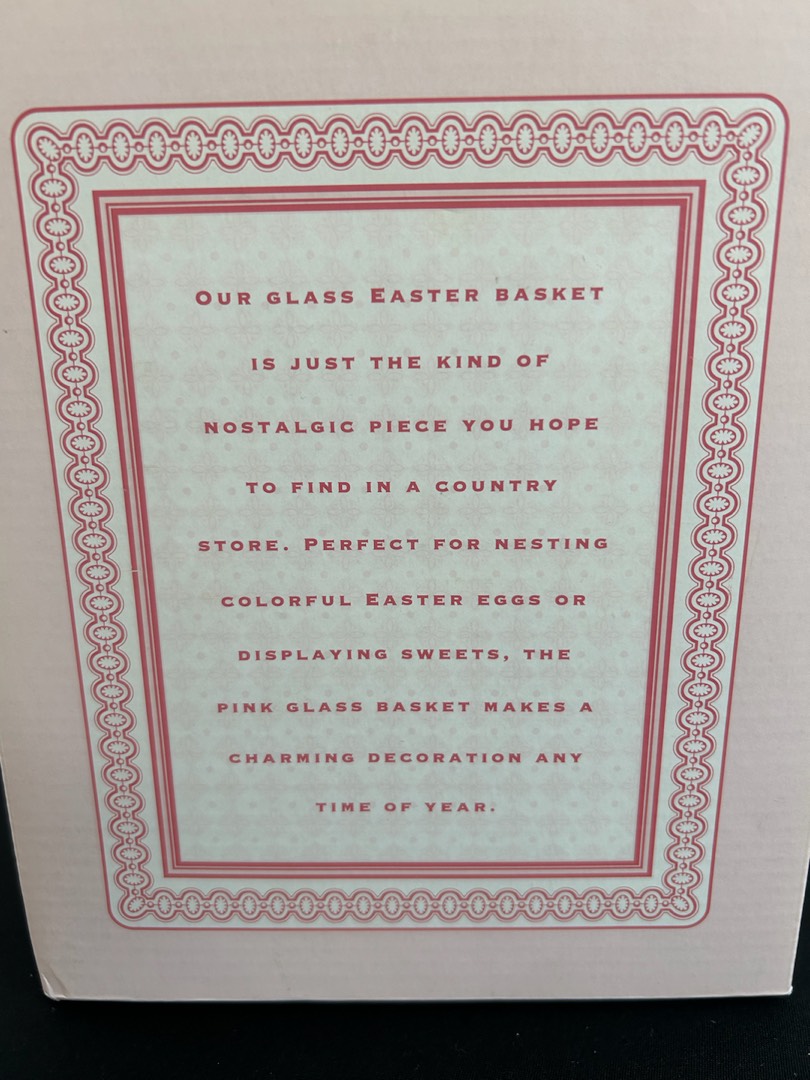 OUR GLASS EASTER BASKET
IS JUST THE KIND OF
NOSTALGIC PIECE YOU HOPE
TO FIND IN A COUNTRY
STORE. PERFECT FOR NESTING
COLORFUL EASTER EGGS OR
DISPLAYING SWEETS, THE
PINK GLASS BASKET MAKES A
CHARMING DECORATION ANY
TIME OF YEAR.